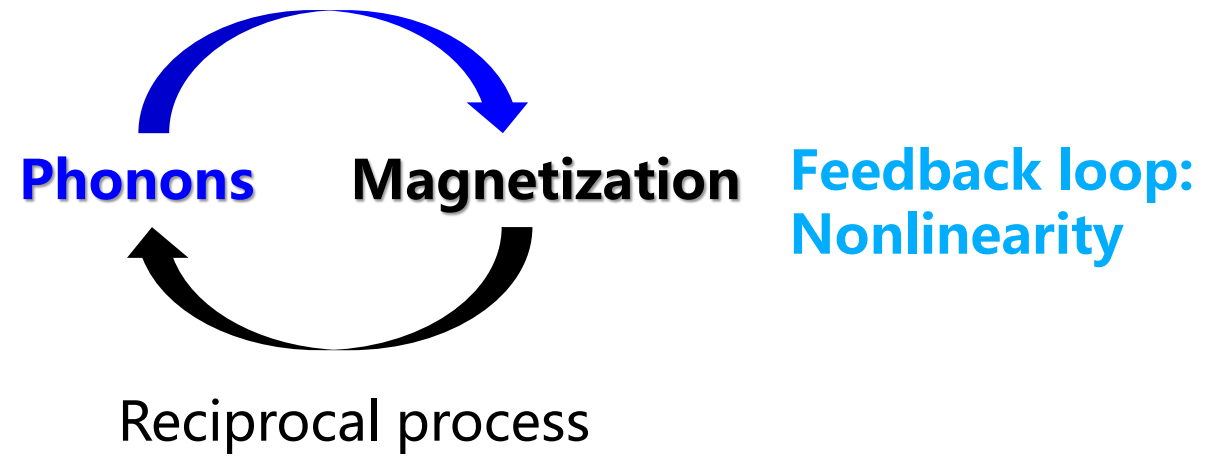 Phonons
Magnetization
Feedback loop:
Nonlinearity
Reciprocal process